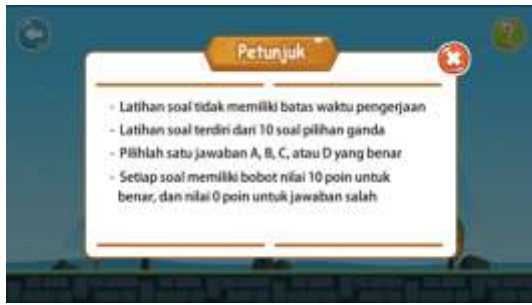 Petunjuk
- Latihan soal tidak memiliki batas waktu pengerjaan
- Latihan soal terdiri dari 10 soal pilihan ganda
- Pilihlah satu jawaban A, B, C, atau D yang benar
- Setiap soal memiliki bobot nilai 10 poin untuk
benar, dan nilai 0 poin untuk jawaban salah